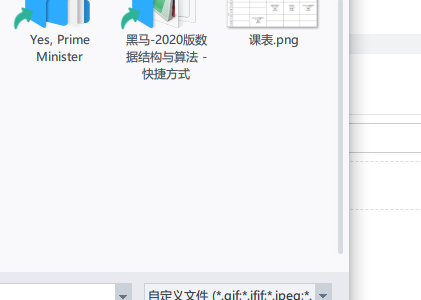 Yes, Prime
Minister
黑马-2020版数
据结构与算法 -
快捷方式
课表.png
自定义文件 (*.gif;*.jfif;*.jpeg;*.